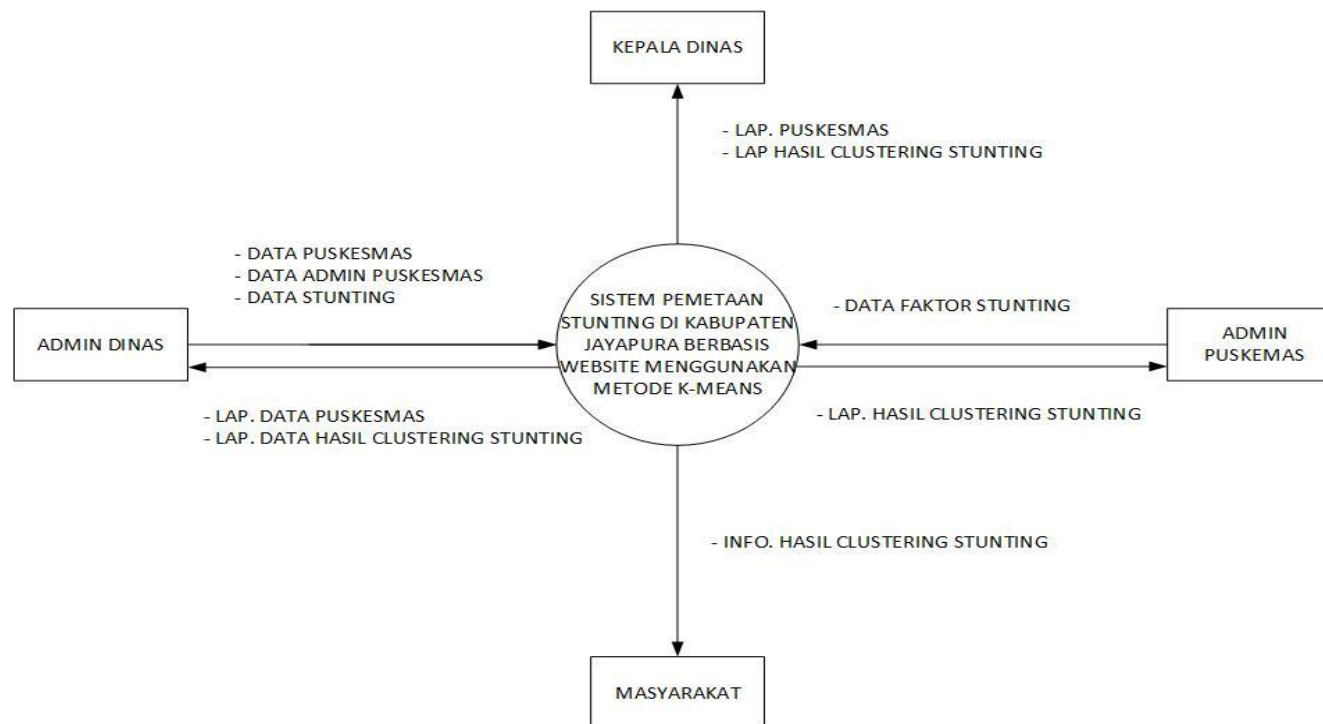 KEPALA DINAS
- LAP. PUSKESMAS
- LAP HASIL CLUSTERING STUNTING
- DATA PUSKESMAS
- DATA ADMIN PUSKESMAS
- DATA STUNTING
ADMIN DINAS
SISTEM PEMETAAN
STUNTING DI KABUPATEN
JAYAPURA BERBASIS
WEBSITE MENGGUNAKAN
METODE K-MEANS
- DATA FAKTOR STUNTING
ADMIN
PUSKEMAS
- LAP. DATA PUSKESMAS
- LAP. DATA HASIL CLUSTERING STUNTING
- LAP. HASIL CLUSTERING STUNTING
- INFO. HASIL CLUSTERING STUNTING
MASYARAKAT